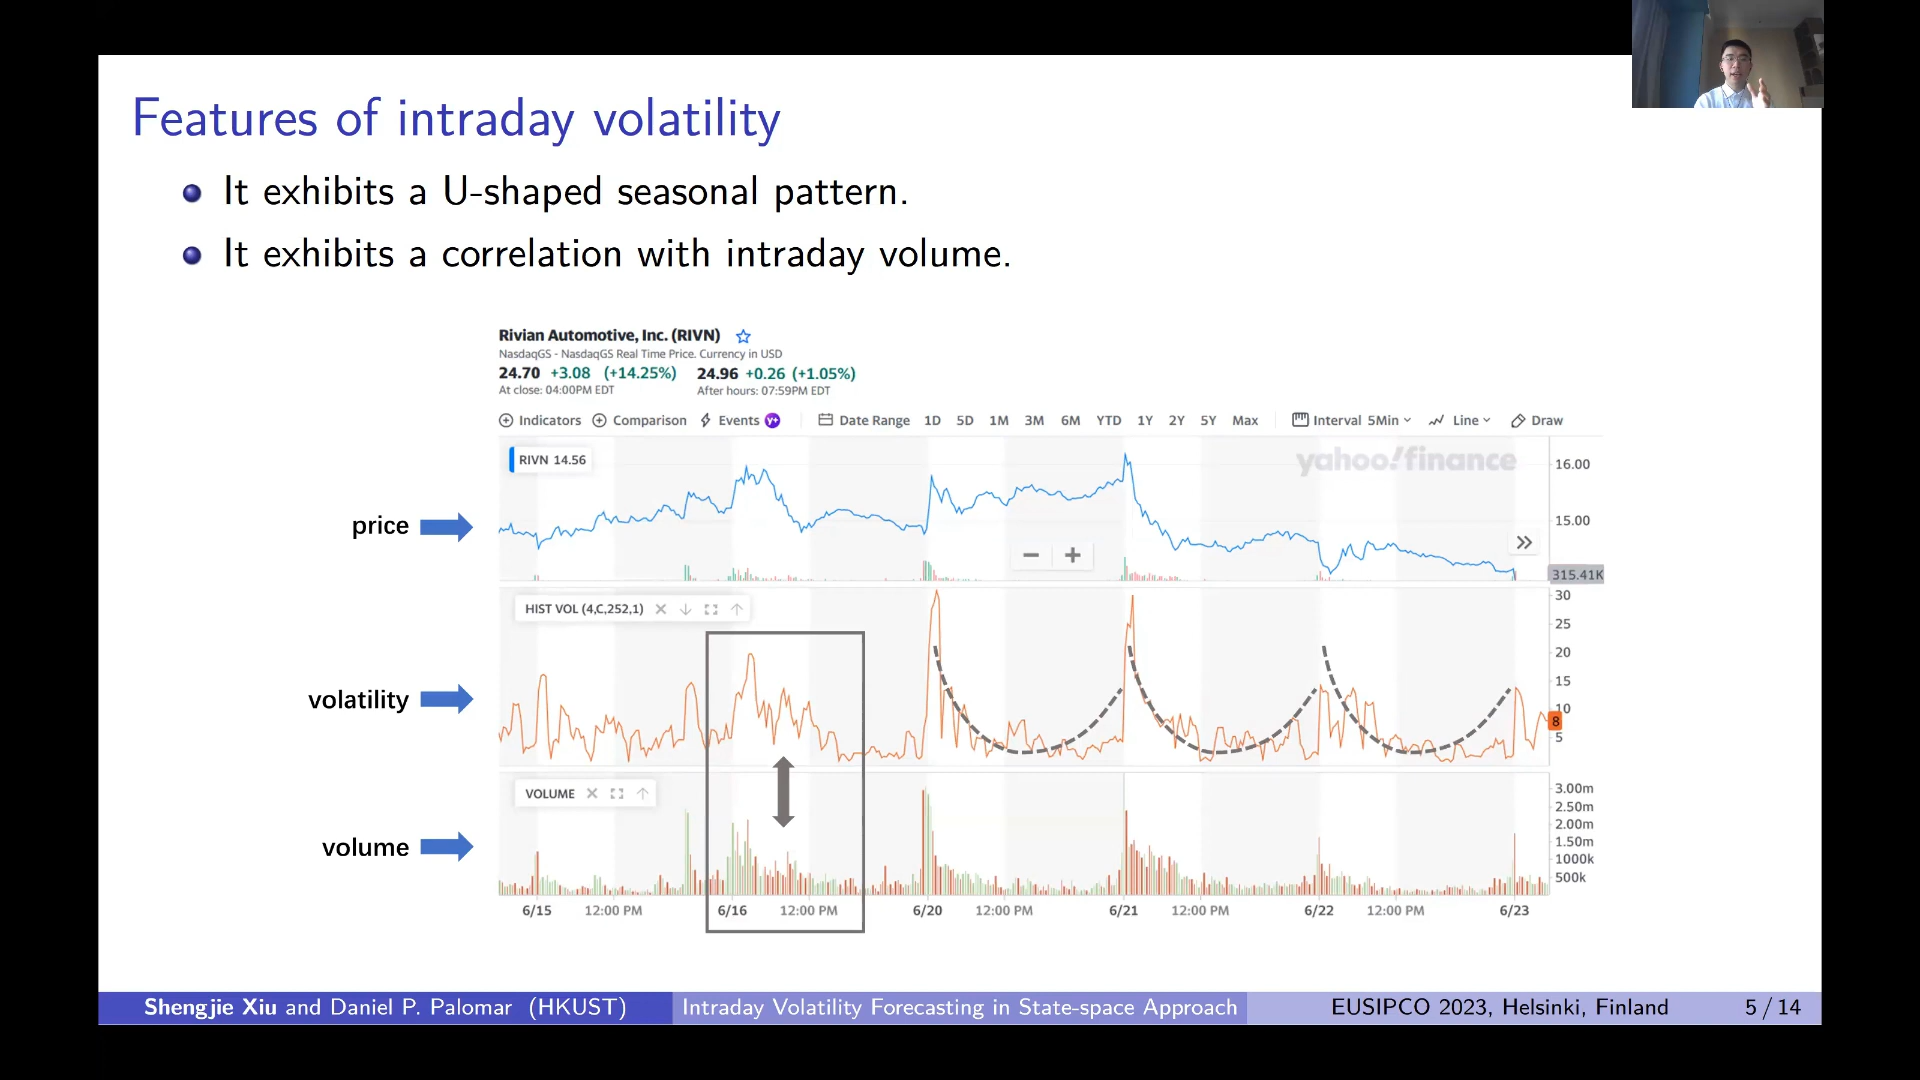 Features of intraday volatility
It exhibits a U-shaped seasonal pattern.
It exhibits a correlation with intraday volume.
Rivian Automotive, Inc. (RIVN)
NasdaqGS - NasdaqGS Real Time Price. Currency in USD
24.70 +3.08 (+14.25%) 24.96 +0.26 (+1.05%)
At close: 04:00PM EDT After hours: 07:59PM EDT
Indicators Comparison Events Y+ Date Range 1D 5D 1M 3M 6M YTD 1Y 2Y 5Y Max Interval 5Min Line Draw
RIVN 14.56
yahoo!finance
16.00
15.00
315.41K
price
HIST VOL (4,C,252,1)
30
25
20
15
10
8
5
volatility
VOLUME
3.00m
2.50m
2.00m
1.50m
1000k
500k
volume
6/15 12:00 PM 6/16 12:00 PM 6/20 12:00 PM 6/21 12:00 PM 6/22 12:00 PM 6/23
Shengjie Xiu and Daniel P. Palomar (HKUST) Intraday Volatility Forecasting in State-space Approach EUSIPCO 2023, Helsinki, Finland 5 / 14